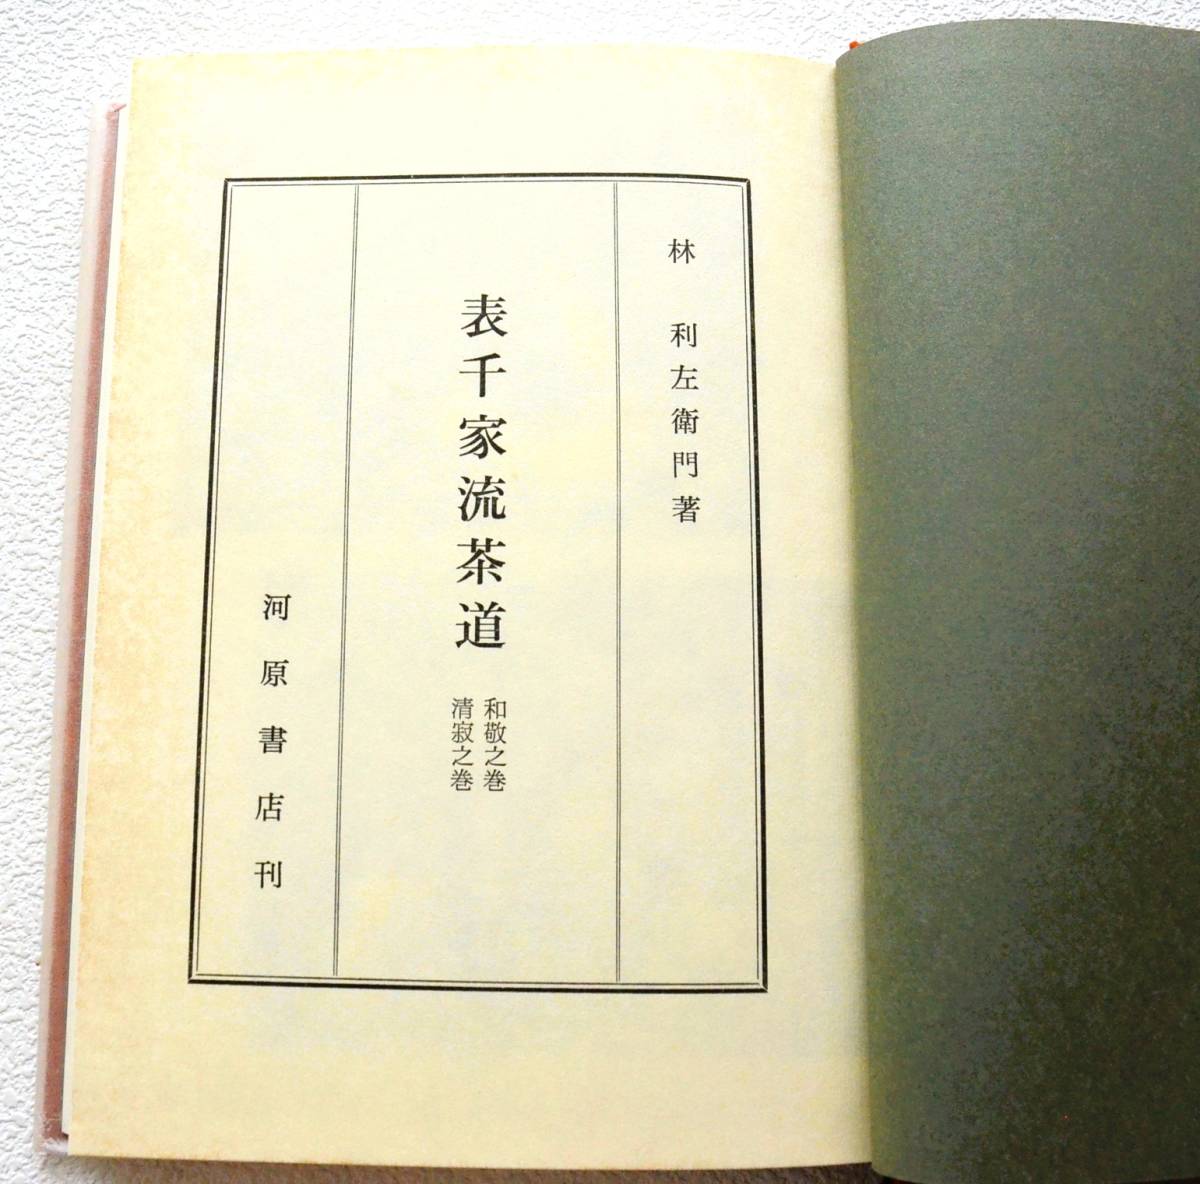 林 利左衛門著
表千家流茶道
和敬之巻
清寂之巻
河原書店刊